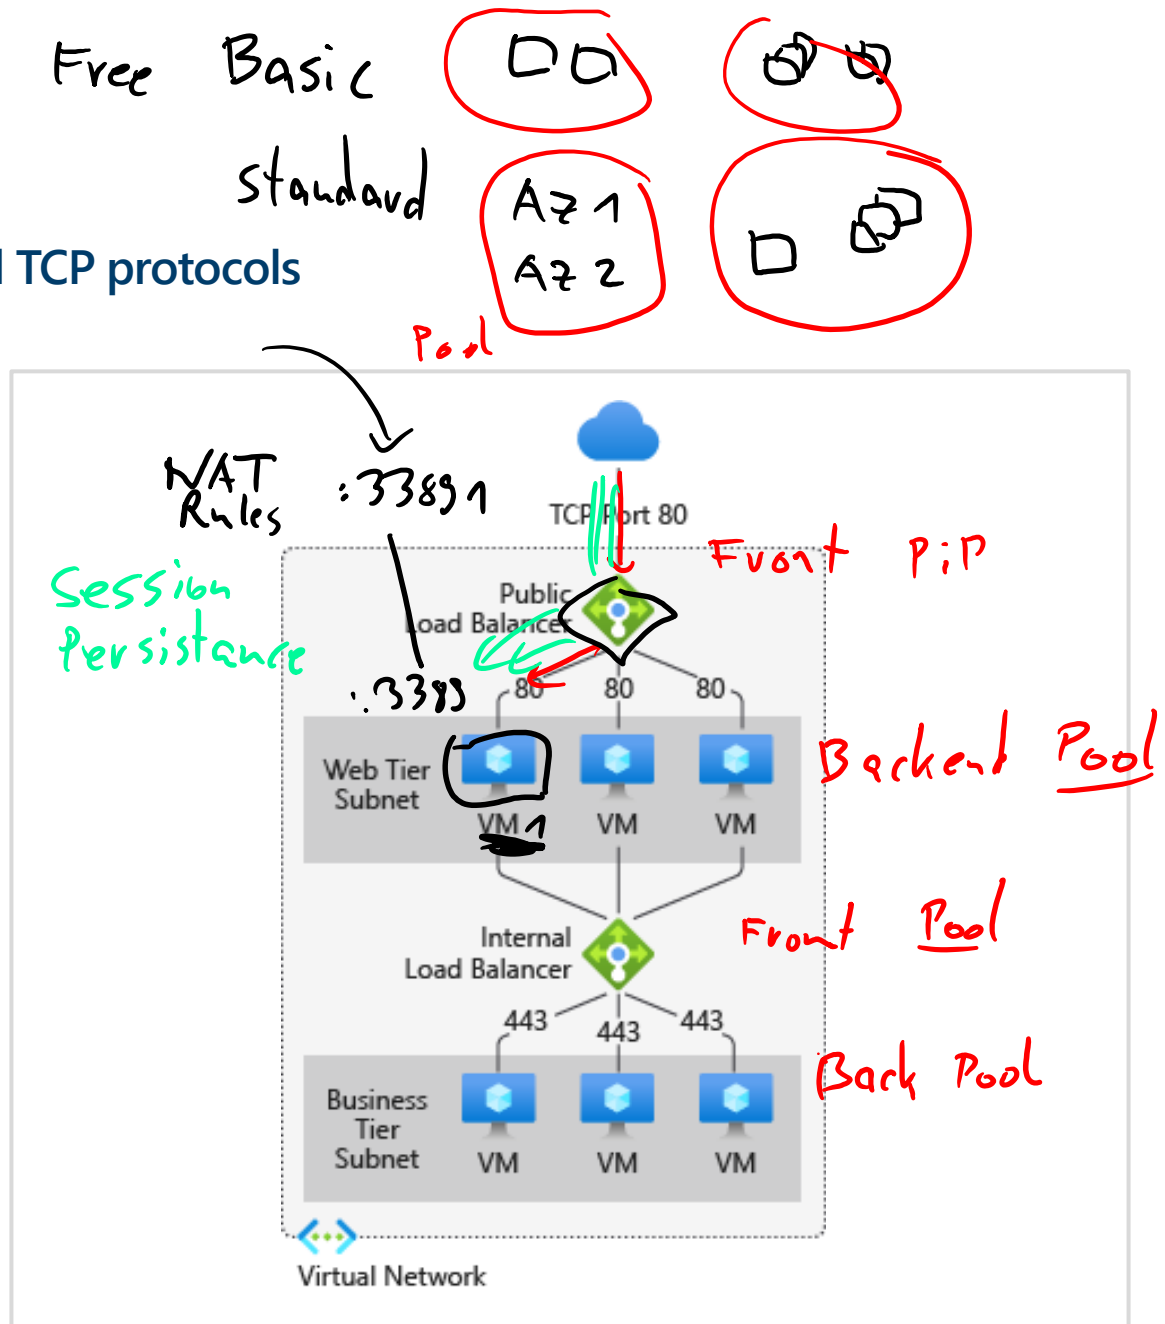 Free Basic
Standard
AZ 1
AZ 2
TCP protocols
Pool
NAT
Rules
:33891
TCP Port 80
Front PiP
Session
Persistance
Public
Load Balancer
:3389
80 80 80
Web Tier
Subnet
Backend Pool
VM 1 VM VM
Internal
Load Balancer
Front Pool
443 443 443
Back Pool
Business
Tier
Subnet
VM VM VM
Virtual Network